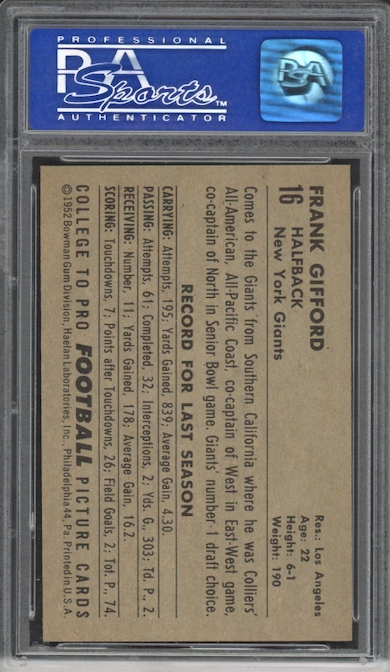 PROFESSIONAL
PSA
Sports™
AUTHENTICATOR
PSA
FRANK GIFFORD
16 HALFBACK
New York Giants
Res.: Los Angeles
Age: 22
Height: 6-1
Weight: 190
Comes to the Giants from Southern California where he was Colliers'
All-American, All-Pacific Coast, co-captain of West in East-West game,
co-captain of North in Senior Bowl game. Giants' number 1 draft choice.
RECORD FOR LAST SEASON
CARRYING: Attempts, 195; Yards Gained, 839; Average Gain, 4.30.
PASSING: Attempts, 61; Completed, 32; Interceptions, 2; Yds. G., 303; Td. P., 2.
RECEIVING: Number, 11; Yards Gained, 178, Average Gain, 16.2.
SCORING: Touchdowns, 7; Points after Touchdowns, 26; Field Goals, 2; Tot. P., 74.
COLLEGE TO PRO FOOTBALL PICTURE CARDS
©1952 Bowman Gum Division, Haelan Laboratories, Inc., Philadelphia 44, Pa. Printed in U.S.A.